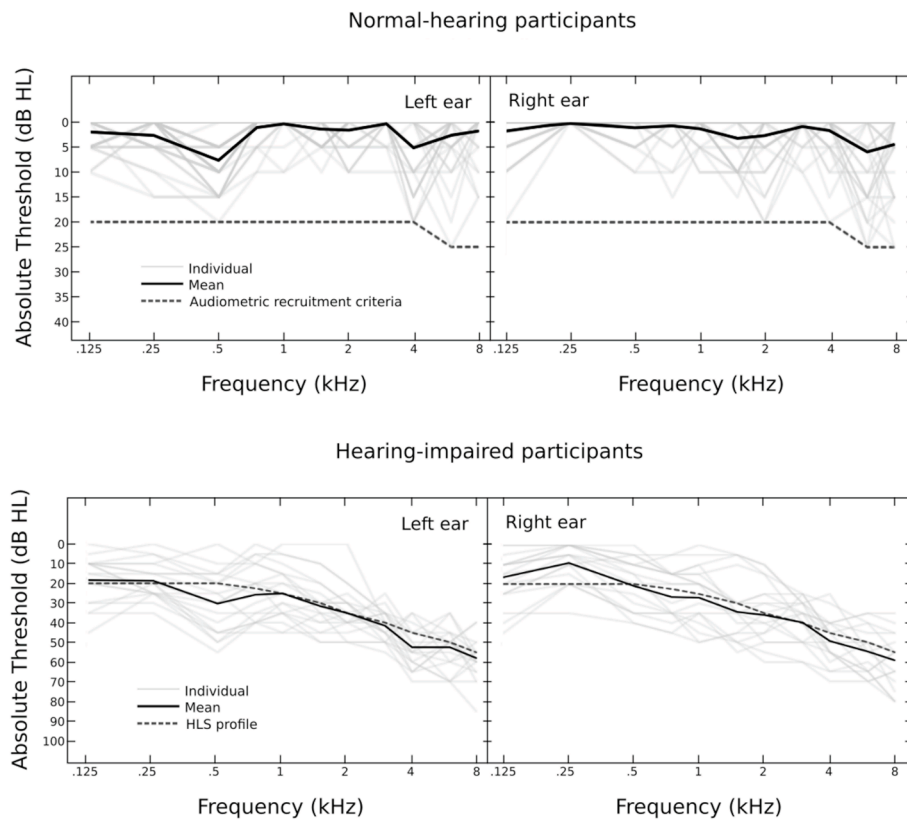 Normal-hearing participants
Left ear
Right ear
Absolute Threshold (dB HL)
0
5
10
15
20
25
30
35
40
Individual
Mean
Audiometric recruitment criteria
.125 .25 .5 1 2 4 8
.125 .25 .5 1 2 4 8
Frequency (kHz)
Frequency (kHz)
Hearing-impaired participants
Left ear
Right ear
Absolute Threshold (dB HL)
0
10
20
30
40
50
60
70
80
90
100
Individual
Mean
HLS profile
.125 .25 .5 1 2 4 8
.125 .25 .5 1 2 4 8
Frequency (kHz)
Frequency (kHz)